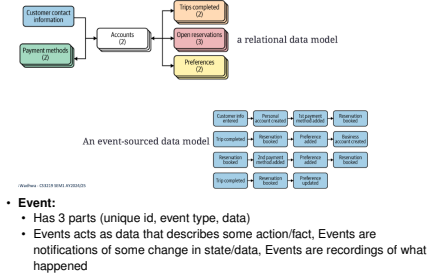 Customer contact
information
Payment methods
(2)
Accounts
(2)
Trips completed
(2)
Open reservations
(3)
Preferences
(2)
a relational data model
An event-sourced data model
Customer info
entered
Personal
account created
1st payment
method added
Reservation
booked
Trip completed
Reservation
booked
Preference
added
Business
account created
Reservation
booked
2nd payment
method added
Preference
added
Reservation
booked
Trip completed
Reservation
booked
Preference
updated
• Event:
• Has 3 parts (unique id, event type, data)
• Events acts as data that describes some action/fact, Events are
notifications of some change in state/data, Events are recordings of what
happened